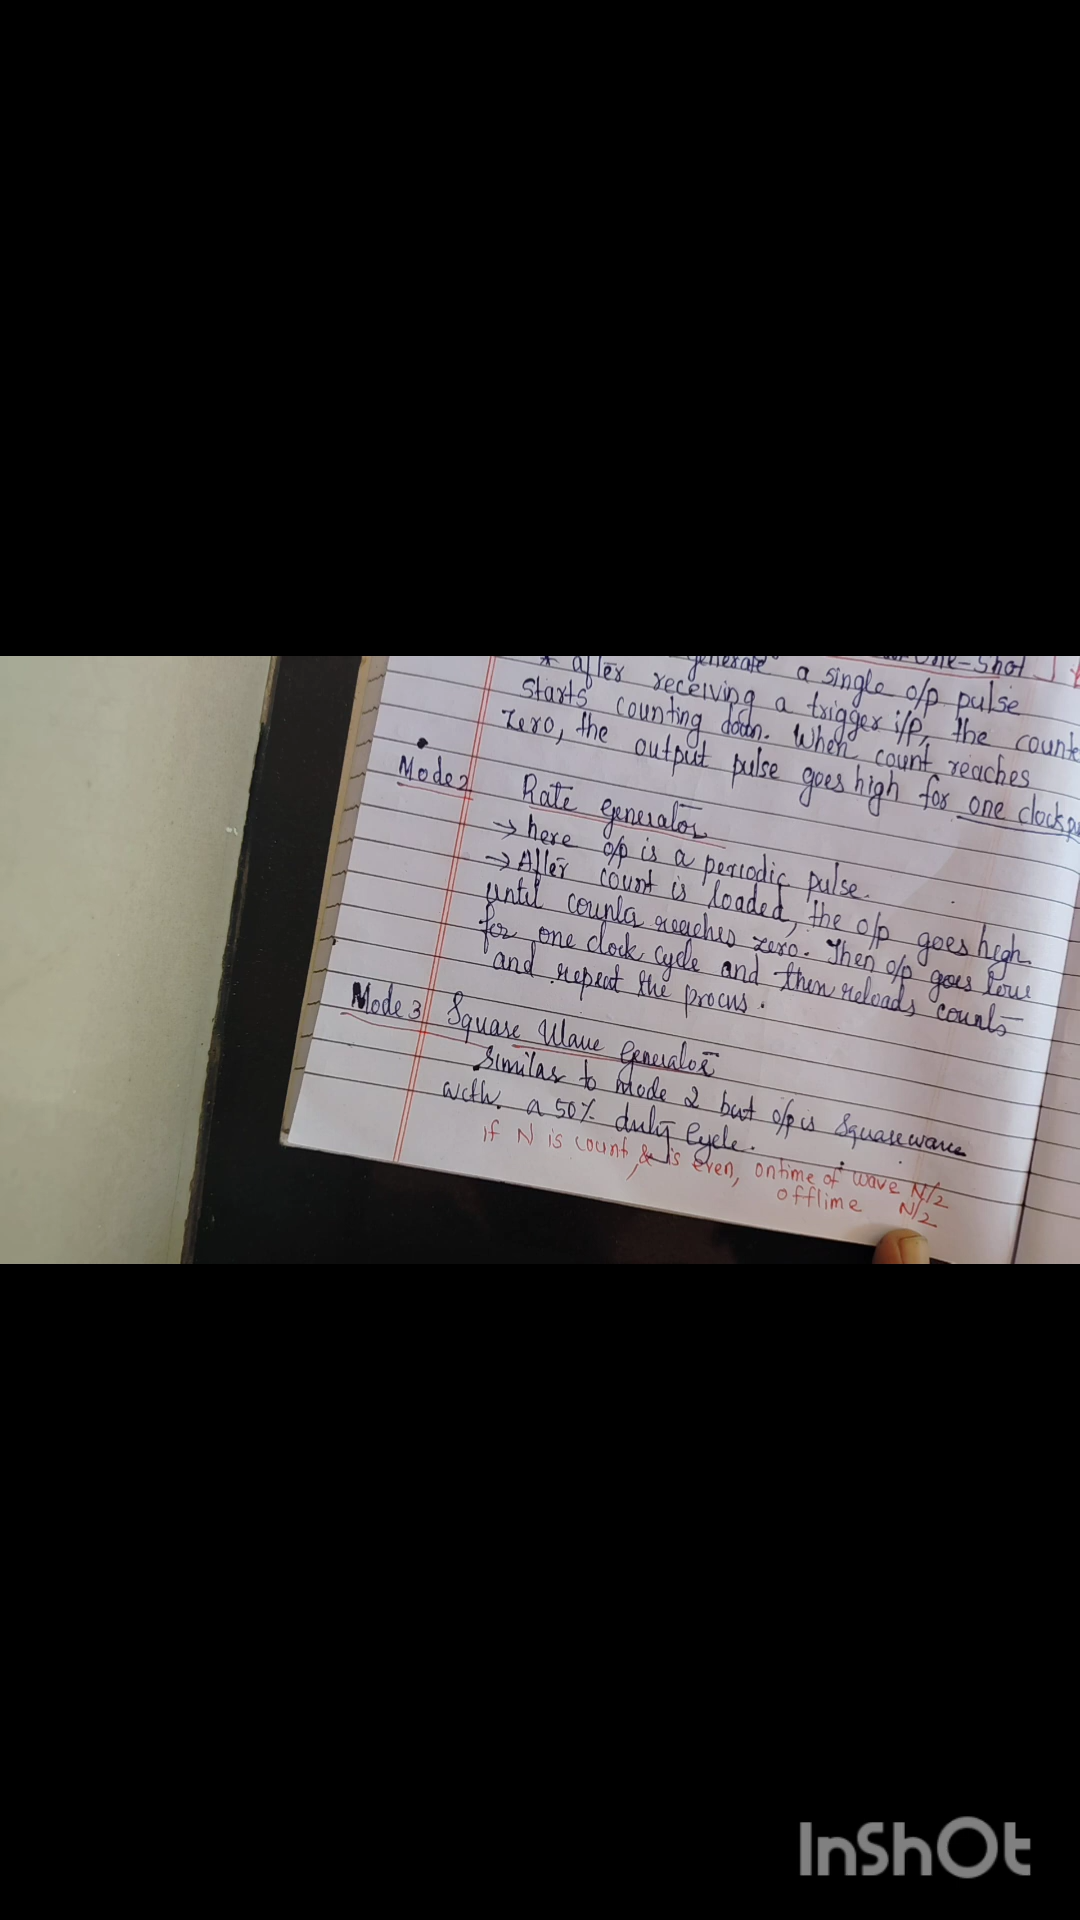 generate a single o/p pulse
* after receiving a trigger i/p, the counte
starts counting down. When count reaches
zero, the output pulse goes high for one clock
Mode 2 Rate generator
→ here o/p is a periodic pulse.
→ After count is loaded, the o/p goes high
until counter reaches zero. Then o/p goes low
for one clock cycle and then reloads counts
and repeat the process.
Mode 3 Square Wave Generator
Similar to Mode 2 but o/p is Squarewave
with a 50% duty Cycle.
if N is count, & is even, ontime of wave N/2
offtime N/2
InShOt